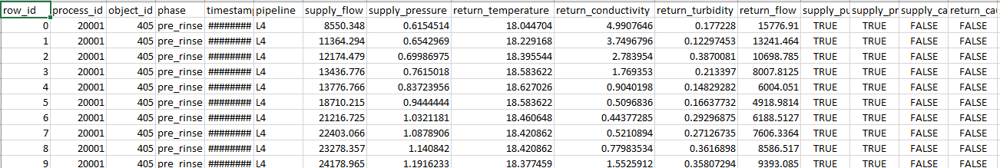 row_id process_id object_id phase timestamp pipeline supply_flow supply_pressure return_temperature return_conductivity return_turbidity return_flow supply_pu supply_pr supply_ca return_cau
0 20001 405 pre_rinse ######## L4 8550.348 0.6154514 18.044704 4.9907646 0.177228 15776.91 TRUE TRUE FALSE FALSE
1 20001 405 pre_rinse ######## L4 11364.294 0.6542969 18.229168 3.7496796 0.12297453 13241.464 TRUE TRUE FALSE FALSE
2 20001 405 pre_rinse ######## L4 12174.479 0.69986975 18.395544 2.783954 0.3870081 10698.785 TRUE TRUE FALSE FALSE
3 20001 405 pre_rinse ######## L4 13436.776 0.7615018 18.583622 1.769353 0.213397 8007.8125 TRUE TRUE FALSE FALSE
4 20001 405 pre_rinse ######## L4 13776.766 0.83723956 18.627026 0.9040198 0.14829282 6004.051 TRUE TRUE FALSE FALSE
5 20001 405 pre_rinse ######## L4 18710.215 0.9444444 18.583622 0.5096836 0.16637732 4918.9814 TRUE TRUE FALSE FALSE
6 20001 405 pre_rinse ######## L4 21216.725 1.0321181 18.460648 0.44377285 0.29296875 6188.5127 TRUE TRUE FALSE FALSE
7 20001 405 pre_rinse ######## L4 22403.066 1.0878906 18.420862 0.5210894 0.27126735 7606.3364 TRUE TRUE FALSE FALSE
8 20001 405 pre_rinse ######## L4 23278.357 1.140842 18.420862 0.77983534 0.3616898 8586.517 TRUE TRUE FALSE FALSE
9 20001 405 pre_rinse ######## L4 24178.965 1.1916233 18.377459 1.5525912 0.35807294 9393.085 TRUE TRUE FALSE FALSE